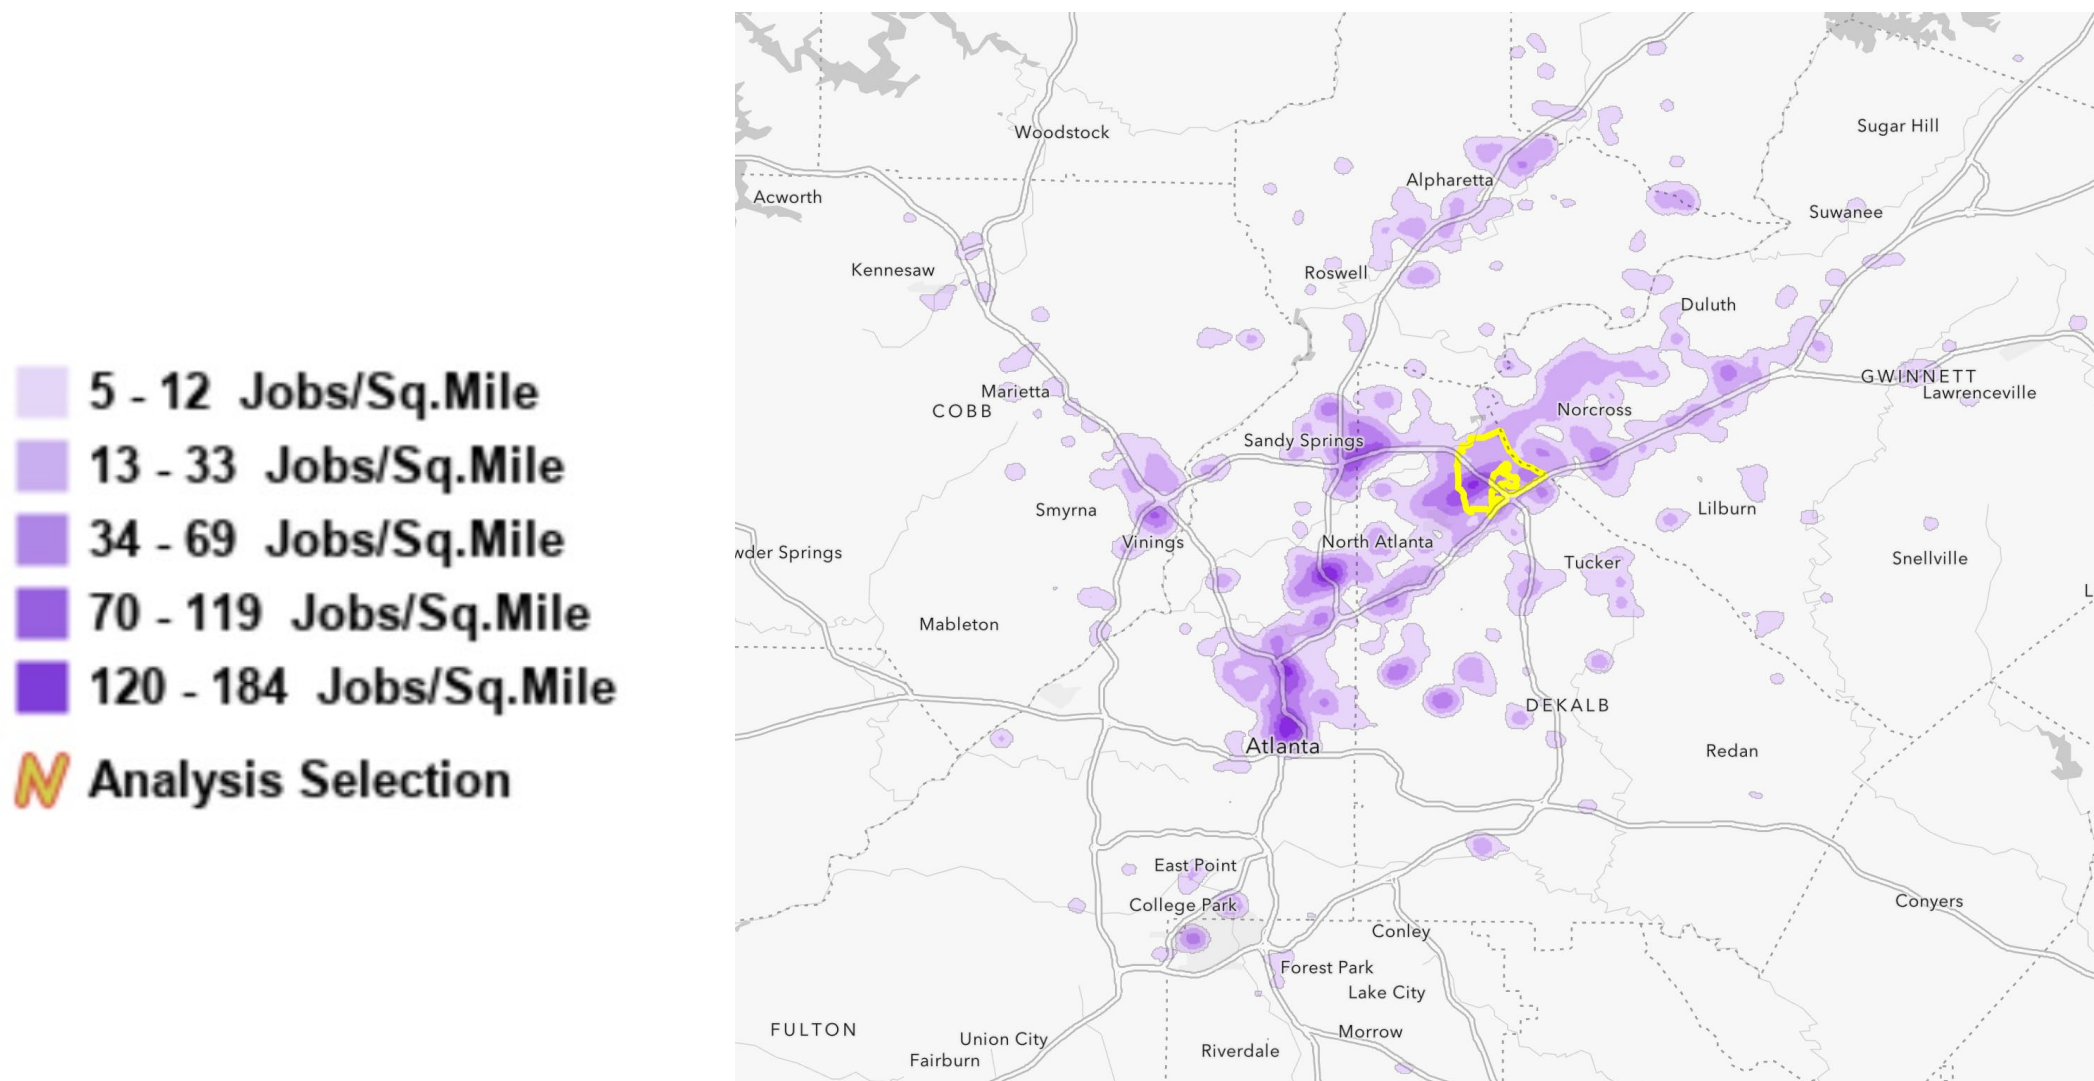 5 - 12 Jobs/Sq.Mile
13 - 33 Jobs/Sq.Mile
34 - 69 Jobs/Sq.Mile
70 - 119 Jobs/Sq.Mile
120 - 184 Jobs/Sq.Mile
Analysis Selection
Woodstock
Sugar Hill
Alpharetta
Acworth
Suwanee
Kennesaw
Roswell
Duluth
GWINNETT
Marietta
Lawrenceville
COBB
Norcross
Sandy Springs
Smyrna
Lilburn
Vinings
North Atlanta
wder Springs
Tucker
Snellville
L
Mableton
DEKALB
Atlanta
Redan
East Point
College Park
Conyers
Conley
Forest Park
Lake City
FULTON
Morrow
Union City
Riverdale
Fairburn